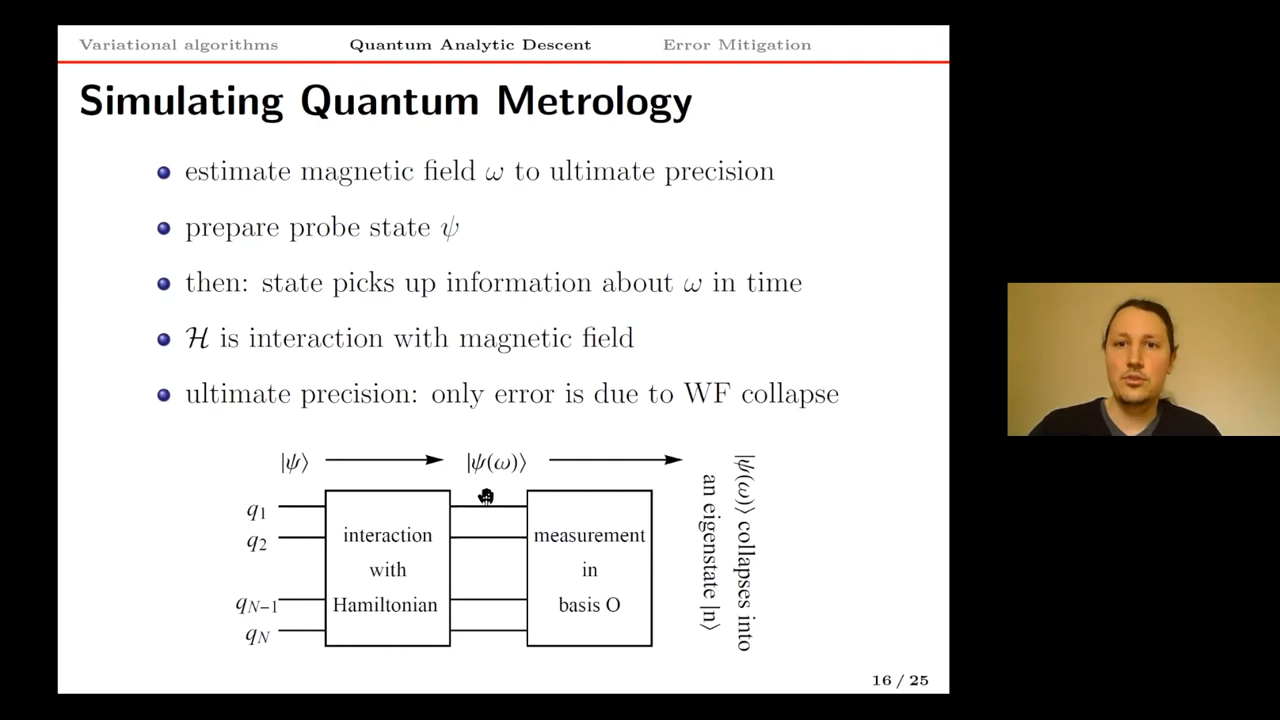 Variational algorithms Quantum Analytic Descent Error Mitigation
Simulating Quantum Metrology
estimate magnetic field ω to ultimate precision
prepare probe state ψ
then: state picks up information about ω in time
ℋ is interaction with magnetic field
ultimate precision: only error is due to WF collapse
|ψ⟩ |ψ(ω)⟩
q₁
q₂
q_{N−1}
q_N
interaction
with
Hamiltonian
measurement
in
basis O
|ψ(ω)⟩ collapses into
an eigenstate |n⟩
16 / 25